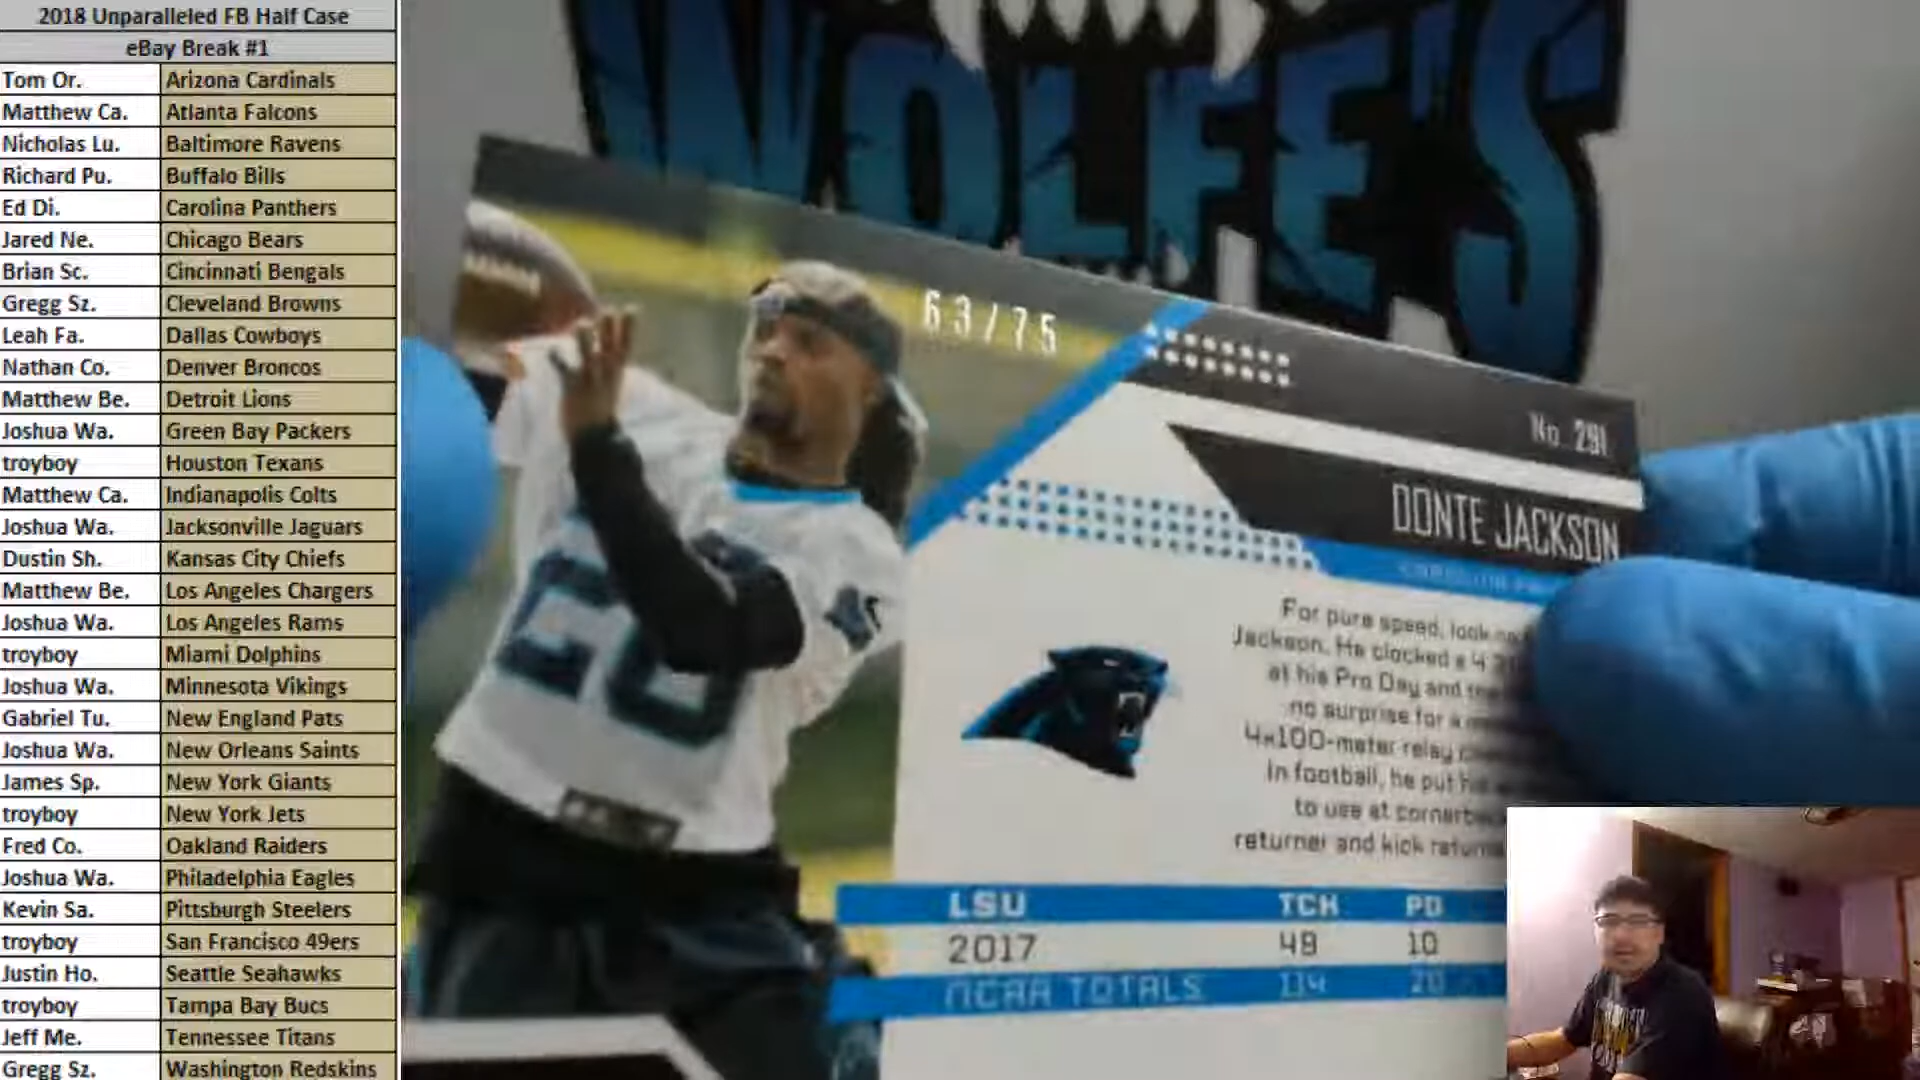 2018 Unparalleled FB Half Case
eBay Break #1
Tom Or. Arizona Cardinals
Matthew Ca. Atlanta Falcons
Nicholas Lu. Baltimore Ravens
Richard Pu. Buffalo Bills
Ed Di. Carolina Panthers
Jared Ne. Chicago Bears
Brian Sc. Cincinnati Bengals
Gregg Sz. Cleveland Browns
Leah Fa. Dallas Cowboys
Nathan Co. Denver Broncos
Matthew Be. Detroit Lions
Joshua Wa. Green Bay Packers
troyboy Houston Texans
Matthew Ca. Indianapolis Colts
Joshua Wa. Jacksonville Jaguars
Dustin Sh. Kansas City Chiefs
Matthew Be. Los Angeles Chargers
Joshua Wa. Los Angeles Rams
troyboy Miami Dolphins
Joshua Wa. Minnesota Vikings
Gabriel Tu. New England Pats
Joshua Wa. New Orleans Saints
James Sp. New York Giants
troyboy New York Jets
Fred Co. Oakland Raiders
Joshua Wa. Philadelphia Eagles
Kevin Sa. Pittsburgh Steelers
troyboy San Francisco 49ers
Justin Ho. Seattle Seahawks
troyboy Tampa Bay Bucs
Jeff Me. Tennessee Titans
Gregg Sz. Washington Redskins
WOLFE'S
63/75
No. 291
DONTE JACKSON
For pure speed, look
Jackson. He clocked a
at his Pro Day and
no surprise for a
4x100-meter relay
In football, he put his
to use at
returner and kick
LSU TCK PD
2017 49 10
NCAA TOTALS 114 20
20